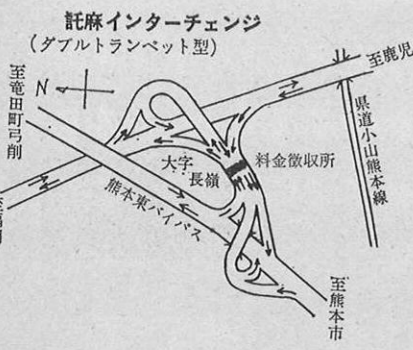 託麻インターチェンジ
(ダブルトランペット型)
至鹿児
至竜田町弓削
N
県道小山熊本線
大字
長嶺
料金徴収所
熊本東バイパス
至熊本市